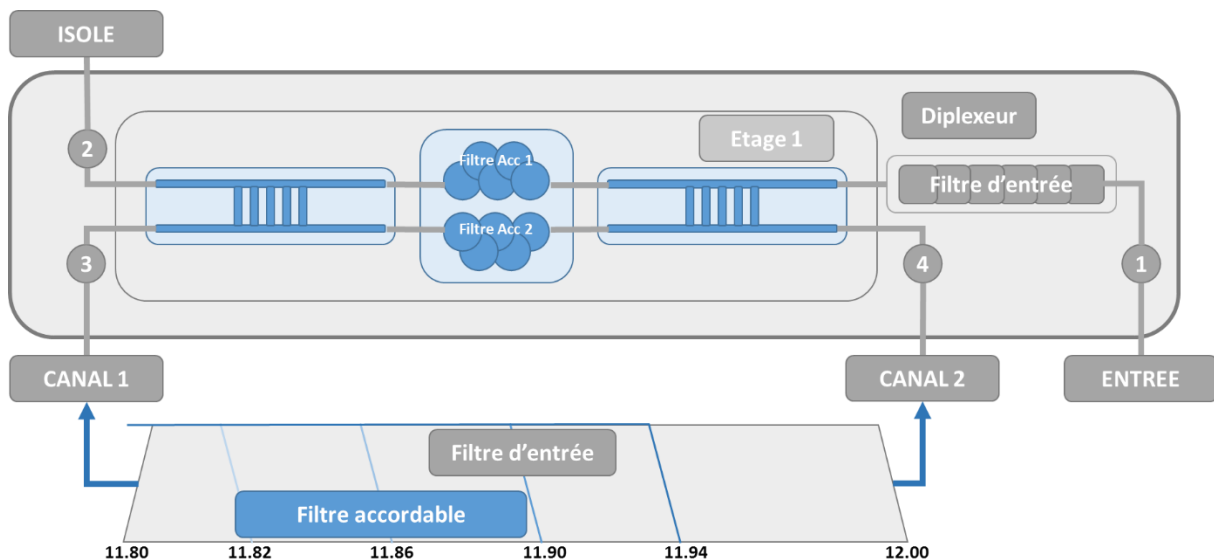 ISOLE
Diplexeur
Etage 1
2
Filtre Acc 1
Filtre d'entrée
Filtre Acc 2
3
4
1
CANAL 1
CANAL 2
ENTREE
Filtre d'entrée
Filtre accordable
11.80 11.82 11.86 11.90 11.94 12.00